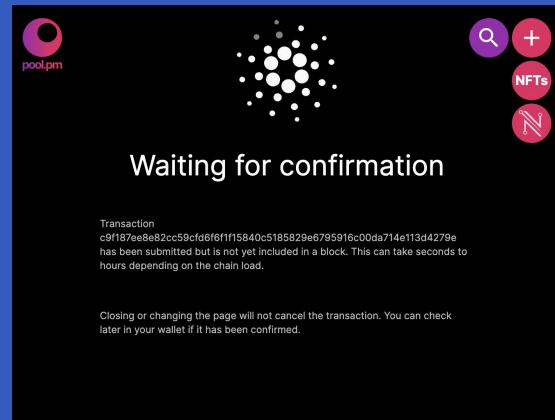 pool.pm
NFTs
Waiting for confirmation
Transaction
c9f187ee8e82cc59cfd6f6f1f15840c5185829e6795916c00da714e113d4279e
has been submitted but is not yet included in a block. This can take seconds to
hours depending on the chain load.
Closing or changing the page will not cancel the transaction. You can check
later in your wallet if it has been confirmed.